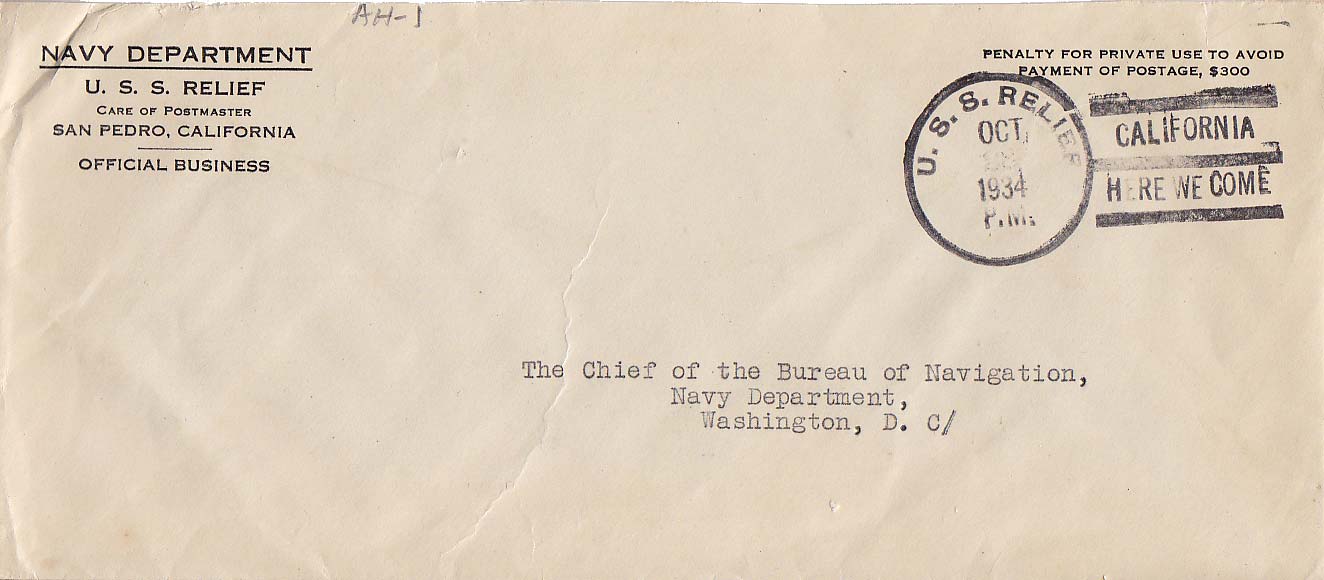 AH-1
NAVY DEPARTMENT
U. S. S. RELIEF
CARE OF POSTMASTER
SAN PEDRO, CALIFORNIA
OFFICIAL BUSINESS
PENALTY FOR PRIVATE USE TO AVOID
PAYMENT OF POSTAGE, $300
U. S. S. RELIEF
OCT
1934
P.M.
CALIFORNIA
HERE WE COME
The Chief of the Bureau of Navigation,
Navy Department,
Washington, D. C/